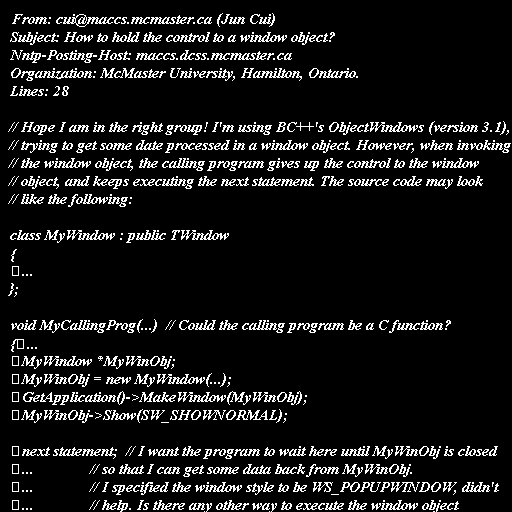 From: cui@maccs.mcmaster.ca (Jun Cui)
Subject: How to hold the control to a window object?
Nntp-Posting-Host: maccs.dcss.mcmaster.ca
Organization: McMaster University, Hamilton, Ontario.
Lines: 28

// Hope I am in the right group! I'm using BC++'s ObjectWindows (version 3.1),
// trying to get some date processed in a window object. However, when invoking
// the window object, the calling program gives up the control to the window
// object, and keeps executing the next statement. The source code may look
// like the following:

class MyWindow : public TWindow
{
▯...
};

void MyCallingProg(...)  // Could the calling program be a C function?
{▯...
▯MyWindow *MyWinObj;
▯MyWinObj = new MyWindow(...);
▯GetApplication()->MakeWindow(MyWinObj);
▯MyWinObj->Show(SW_SHOWNORMAL);

▯next statement;  // I want the program to wait here until MyWinObj is closed
▯...  // so that I can get some data back from MyWinObj.
▯...  // I specified the window style to be WS_POPUPWINDOW, didn't
▯...  // help. Is there any other way to execute the window object